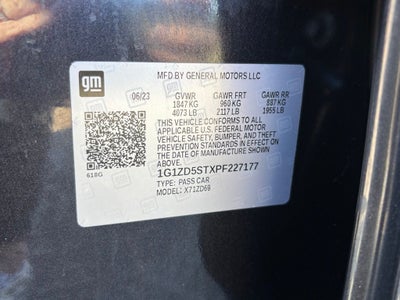 gm
MFD BY GENERAL MOTORS LLC
06/23 GVWR GAWR FRT GAWR RR
1847 KG 960 KG 887 KG
4073 LB 2117 LB 1955 LB
THIS VEHICLE CONFORMS TO ALL
APPLICABLE U.S. FEDERAL MOTOR
VEHICLE SAFETY, BUMPER, AND THEFT
PREVENTION STANDARDS IN EFFECT ON
THE DATE OF MANUFACTURE SHOWN
ABOVE.
618G
1G1ZD5STXPF227177
TYPE: PASS CAR
MODEL: X71ZD69